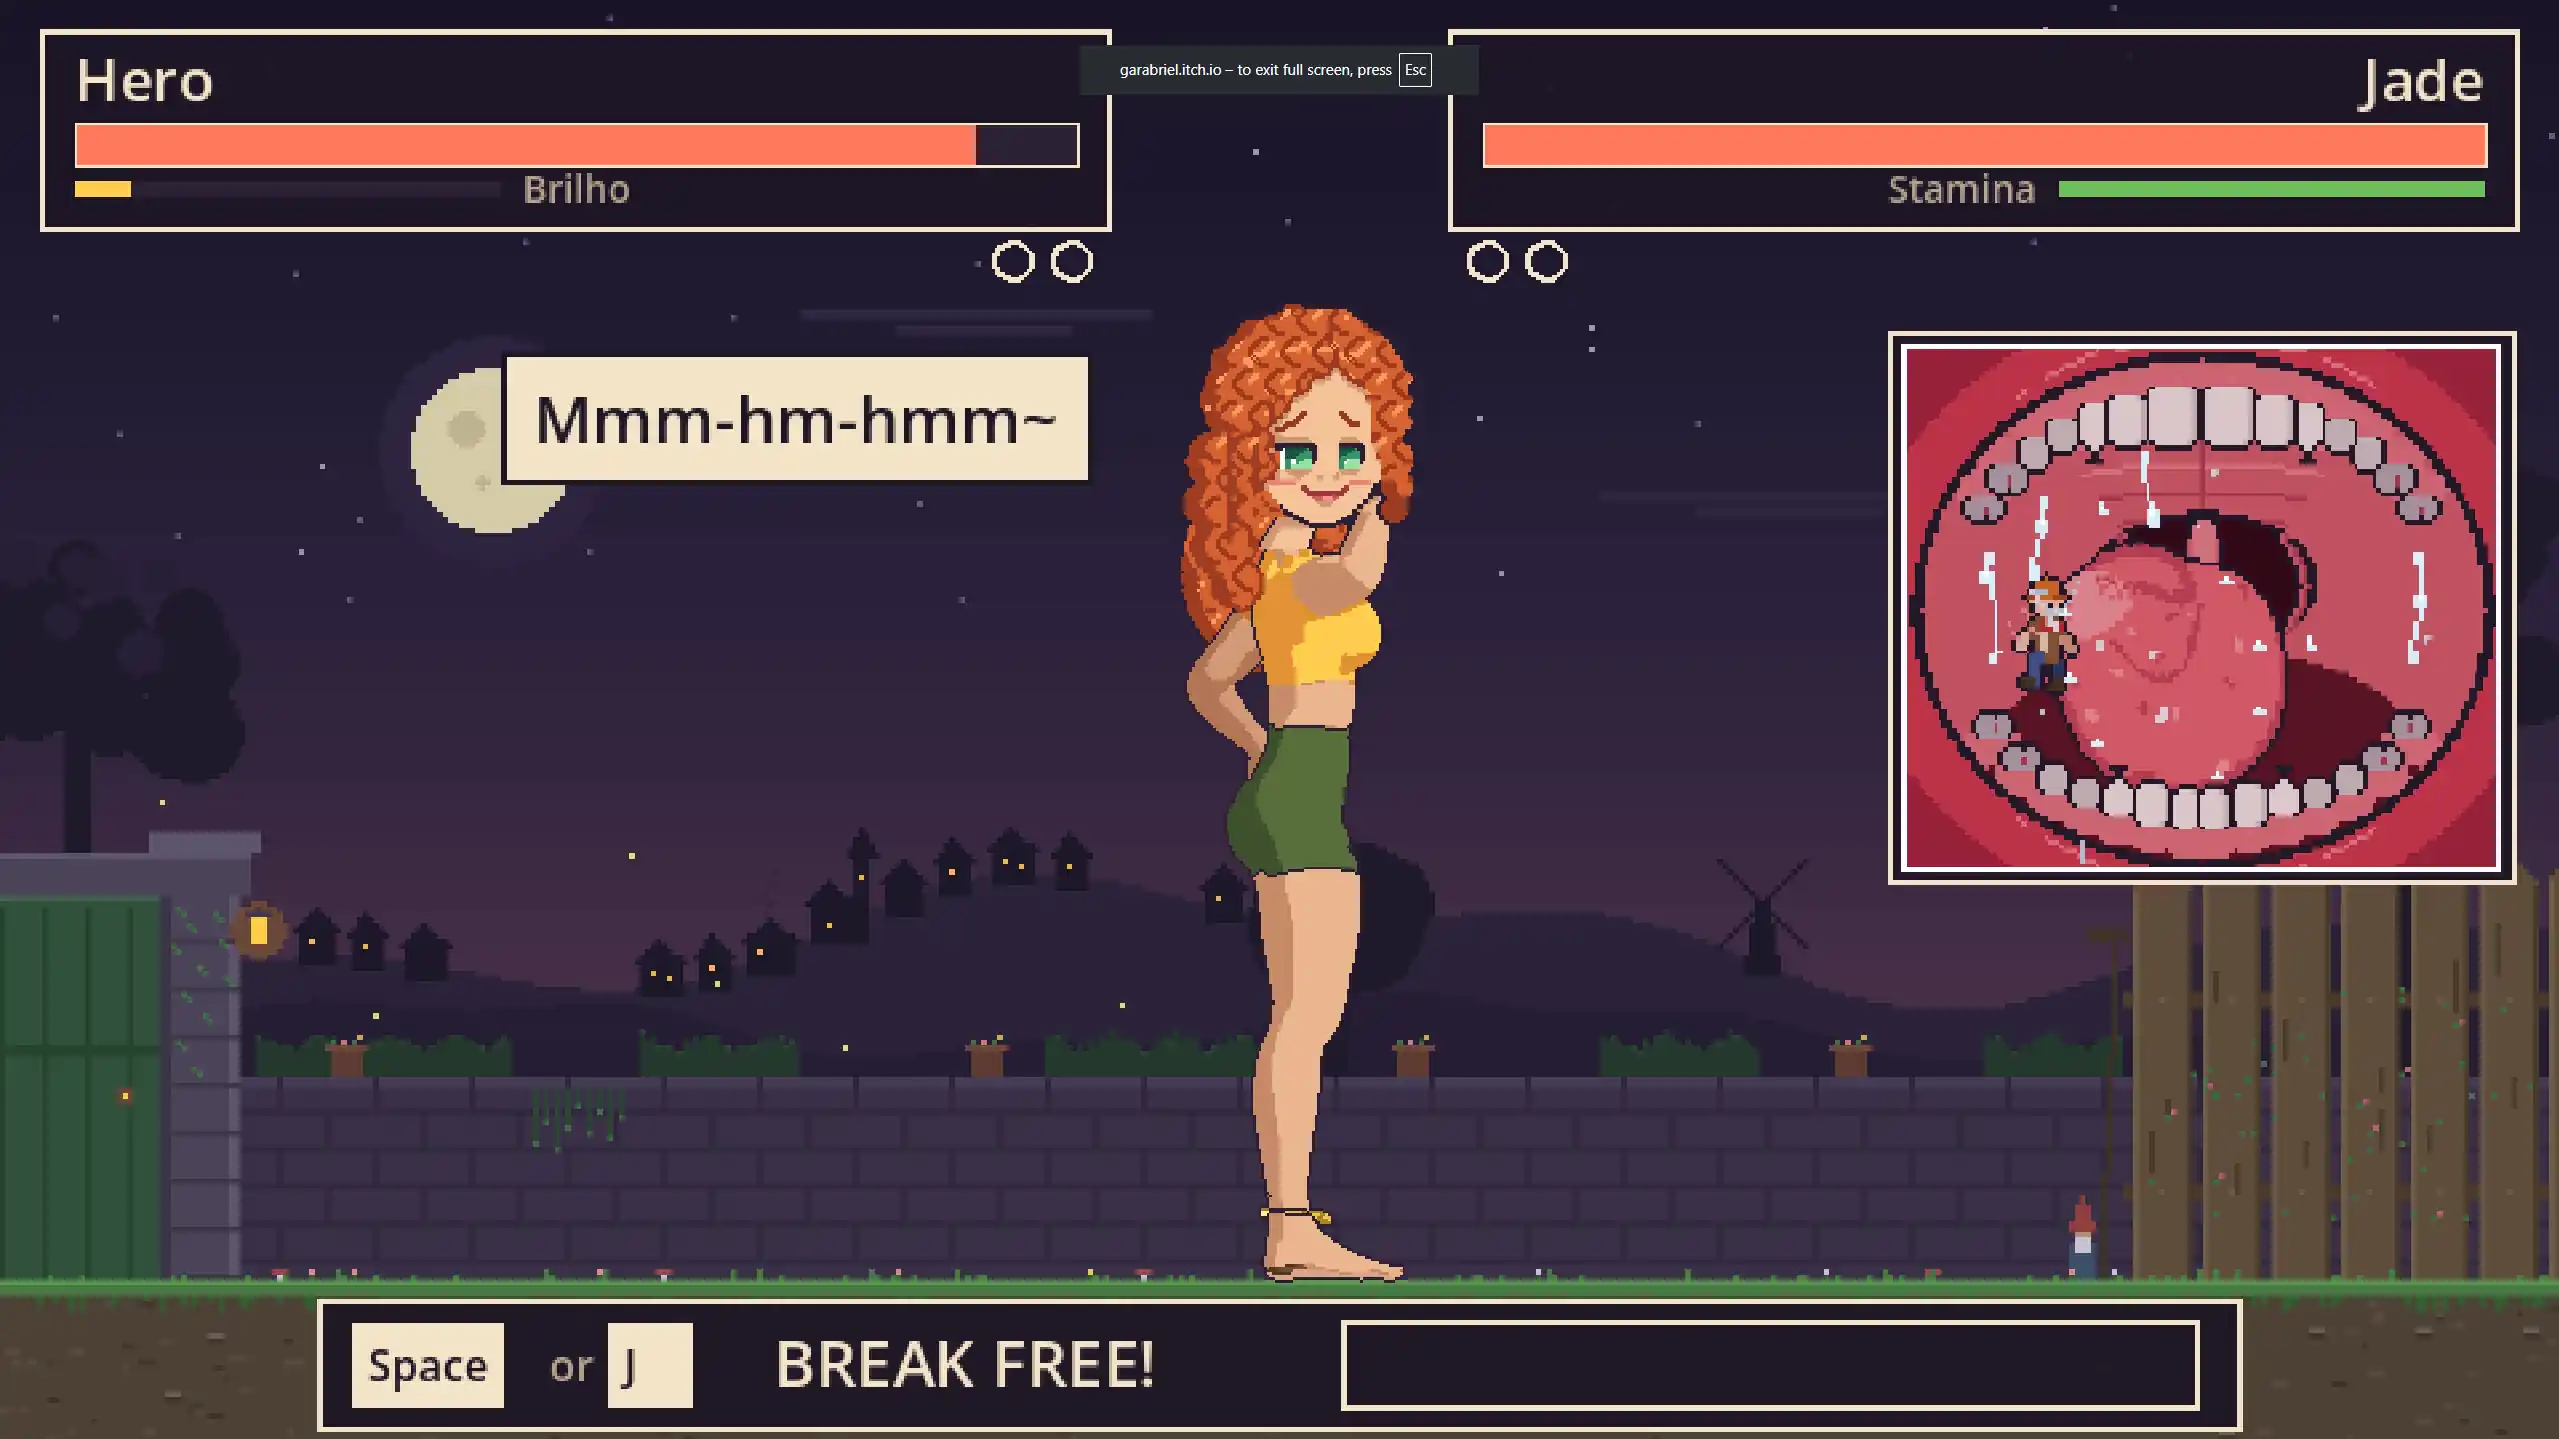 Hero
garabriel.itch.io – to exit full screen, press Esc
Jade
Brilho
Stamina
Mmm-hm-hmm~
Space or J BREAK FREE!